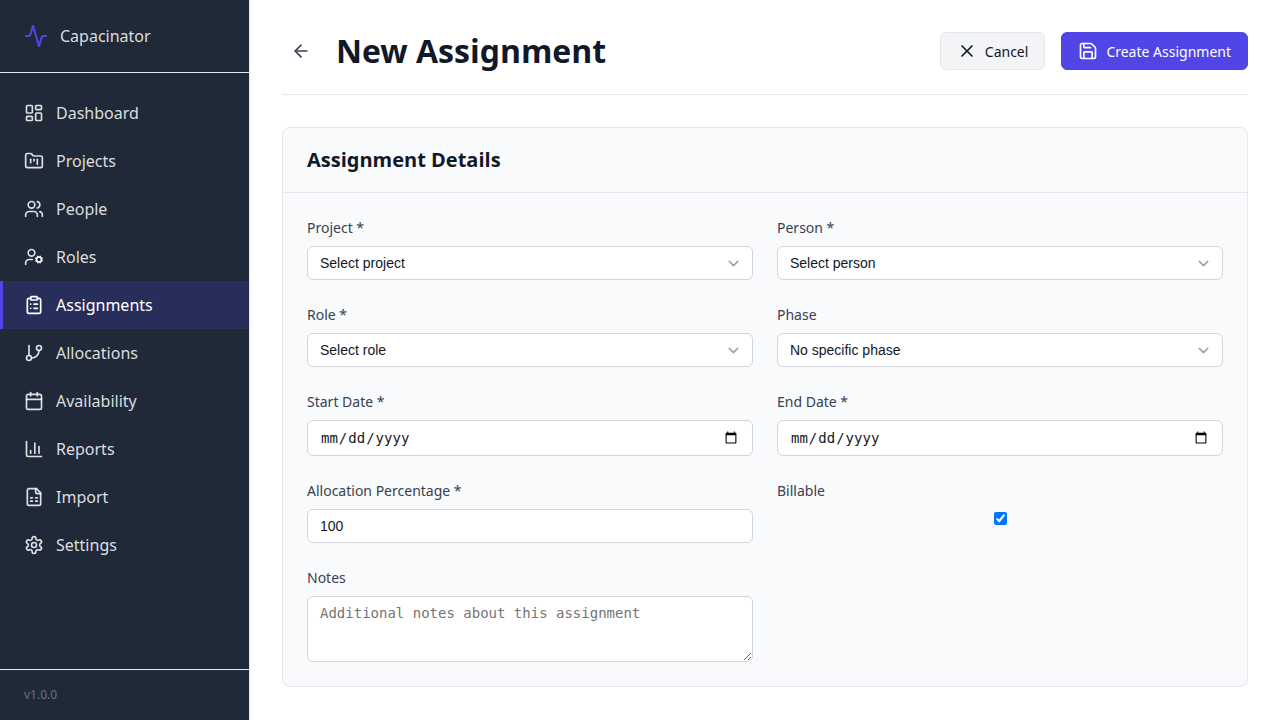 Capacinator
New Assignment
Cancel
Create Assignment
Dashboard
Projects
People
Roles
Assignments
Allocations
Availability
Reports
Import
Settings
v1.0.0
Assignment Details
Project *
Select project
Person *
Select person
Role *
Select role
Phase
No specific phase
Start Date *
mm/dd/yyyy
End Date *
mm/dd/yyyy
Allocation Percentage *
100
Billable
Notes
Additional notes about this assignment